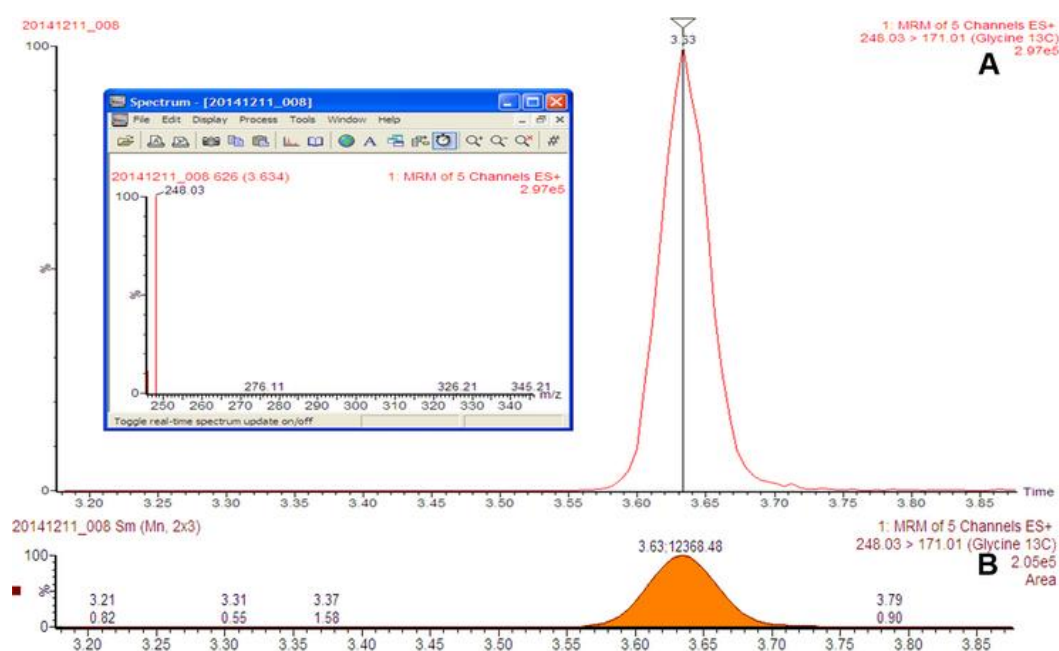 20141211_008
1: MRM of 5 Channels ES+
248.03 > 171.01 (Glycine 13C)
2.97e5
A
3.63
100
%
0
Spectrum - [20141211_008]
File Edit Display Process Tools Window Help
20141211_008 626 (3.634)
1: MRM of 5 Channels ES+
2.97e5
100
248.03
%
0
276.11 326.21 345.21
m/z
250 260 270 280 290 300 310 320 330 340
Toggle real-time spectrum update on/off
Time
3.20 3.25 3.30 3.35 3.40 3.45 3.50 3.55 3.60 3.65 3.70 3.75 3.80 3.85
20141211_008 Sm (Mn, 2x3)
1: MRM of 5 Channels ES+
248.03 > 171.01 (Glycine 13C)
2.05e5
Area
B
3.63;12368.48
100
%
0
3.21 3.31 3.37 3.79
0.82 0.55 1.58 0.90
3.20 3.25 3.30 3.35 3.40 3.45 3.50 3.55 3.60 3.65 3.70 3.75 3.80 3.85